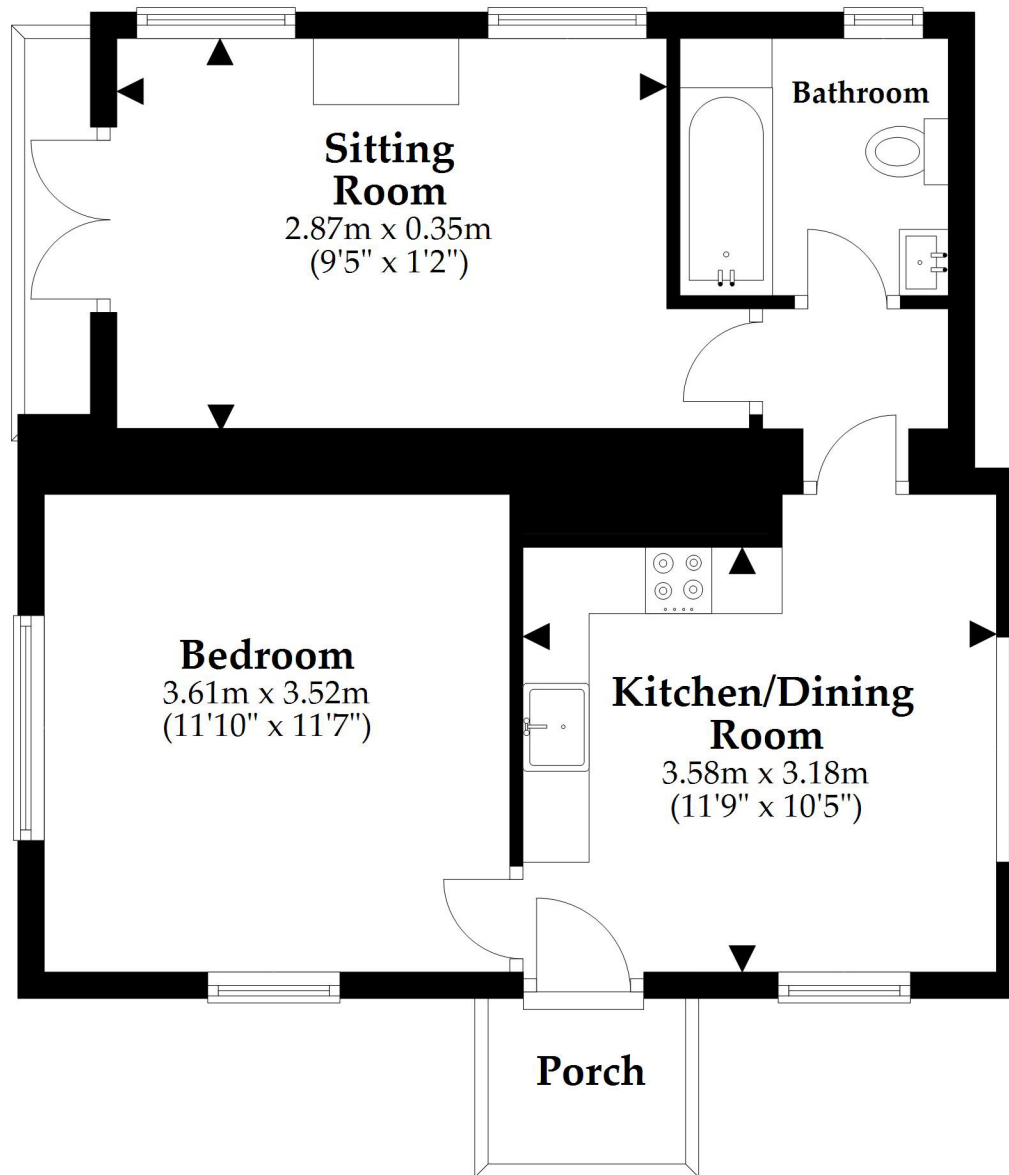 Bathroom
Sitting
Room
2.87m x 0.35m
(9'5" x 1'2")
Bedroom
3.61m x 3.52m
(11'10" x 11'7")
Kitchen/Dining
Room
3.58m x 3.18m
(11'9" x 10'5")
Porch